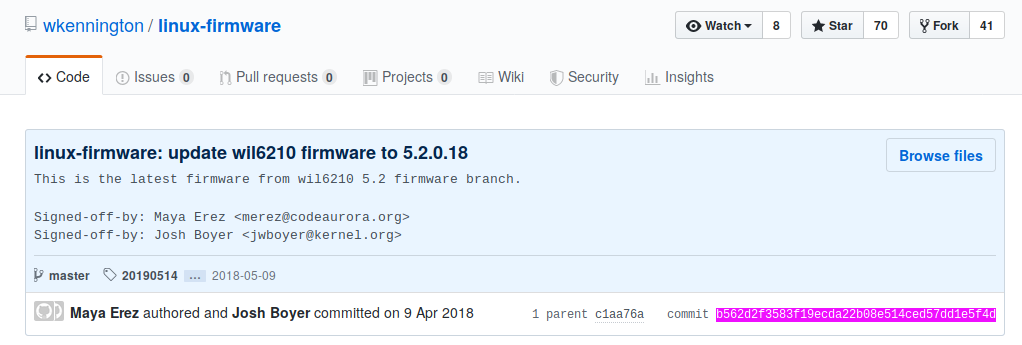 wkennington / linux-firmware
Watch 8 Star 70 Fork 41
Code Issues 0 Pull requests 0 Projects 0 Wiki Security Insights
linux-firmware: update wil6210 firmware to 5.2.0.18
Browse files
This is the latest firmware from wil6210 5.2 firmware branch.
Signed-off-by: Maya Erez <merez@codeaurora.org>
Signed-off-by: Josh Boyer <jwboyer@kernel.org>
master 20190514 … 2018-05-09
Maya Erez authored and Josh Boyer committed on 9 Apr 2018 1 parent c1aa76a commit b562d2f3583f19ecda22b08e514ced57dd1e5f4d